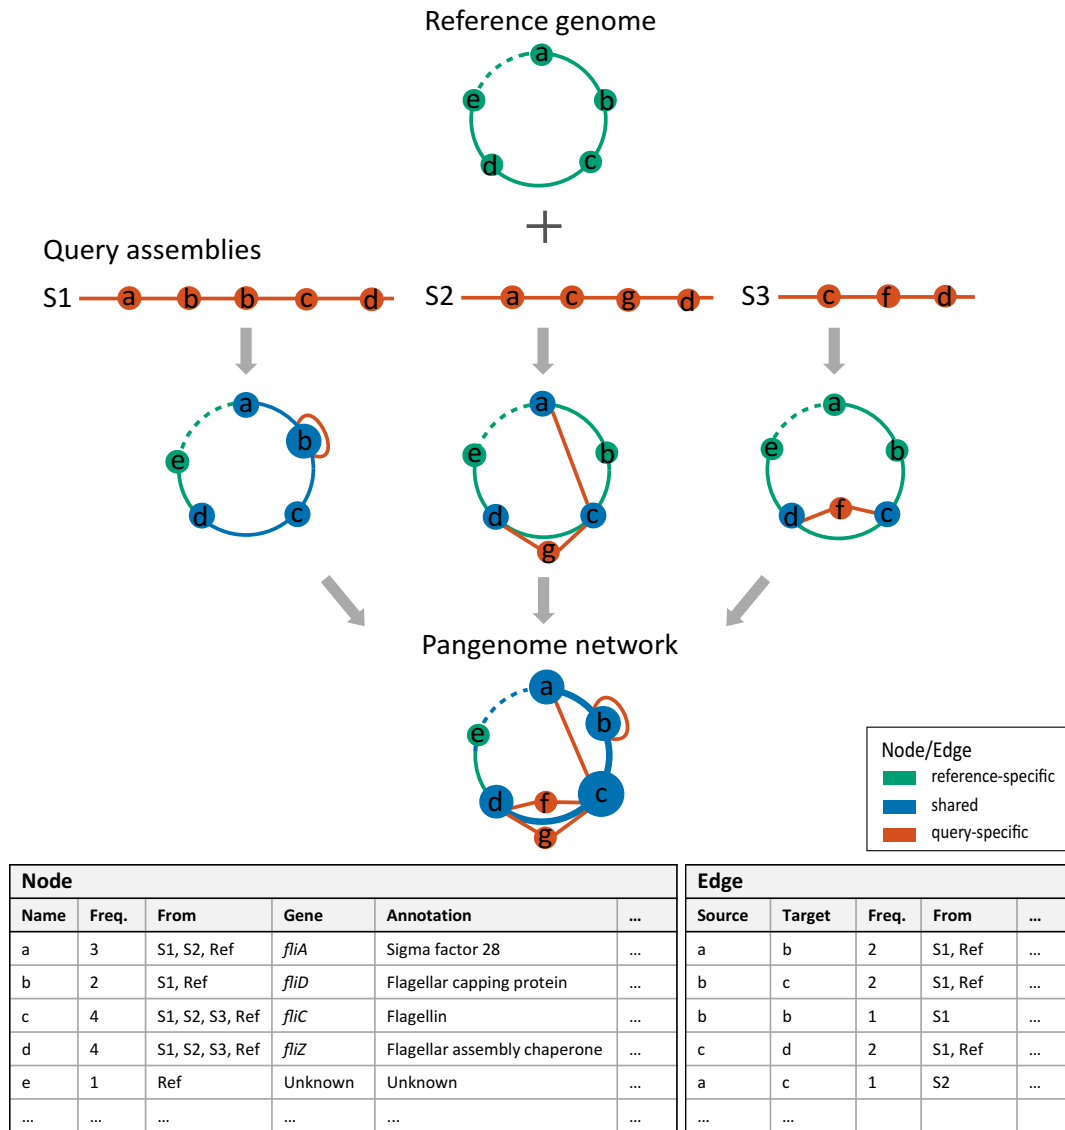 Reference genome
a
e b
d c
+
Query assemblies
S1 a b b c d S2 a c g d S3 c f d
a a a
b
e e b e b
d c d c d f c
g
Pangenome network
a
b
e
d f c
g
Node/Edge
reference-specific
shared
query-specific
Node
Name Freq. From Gene Annotation ...
a 3 S1, S2, Ref fliA Sigma factor 28 ...
b 2 S1, Ref fliD Flagellar capping protein ...
c 4 S1, S2, S3, Ref fliC Flagellin ...
d 4 S1, S2, S3, Ref fliZ Flagellar assembly chaperone ...
e 1 Ref Unknown Unknown ...
... ... ... ... ... ...
Edge
Source Target Freq. From ...
a b 2 S1, Ref ...
b c 2 S1, Ref ...
b b 1 S1 ...
c d 2 S1, Ref ...
a c 1 S2 ...
... ... ...